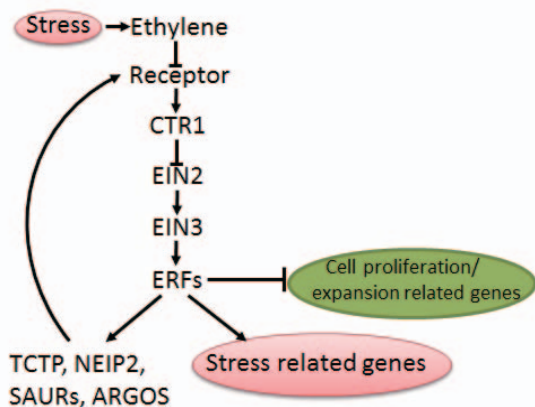 Stress
Ethylene
Receptor
CTR1
EIN2
EIN3
ERFs
Cell proliferation/
expansion related genes
TCTP, NEIP2,
SAURs, ARGOS
Stress related genes